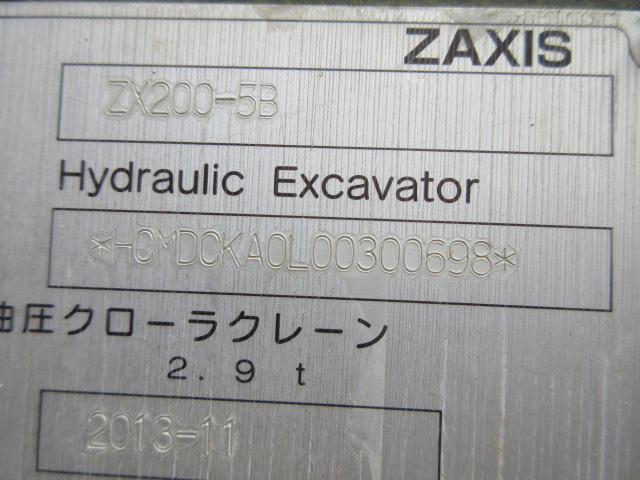 ZAXIS
ZX200-5B
Hydraulic Excavator
*HCMDCKA0L00300698*
油圧クローラクレーン
2.9 t
2013-11